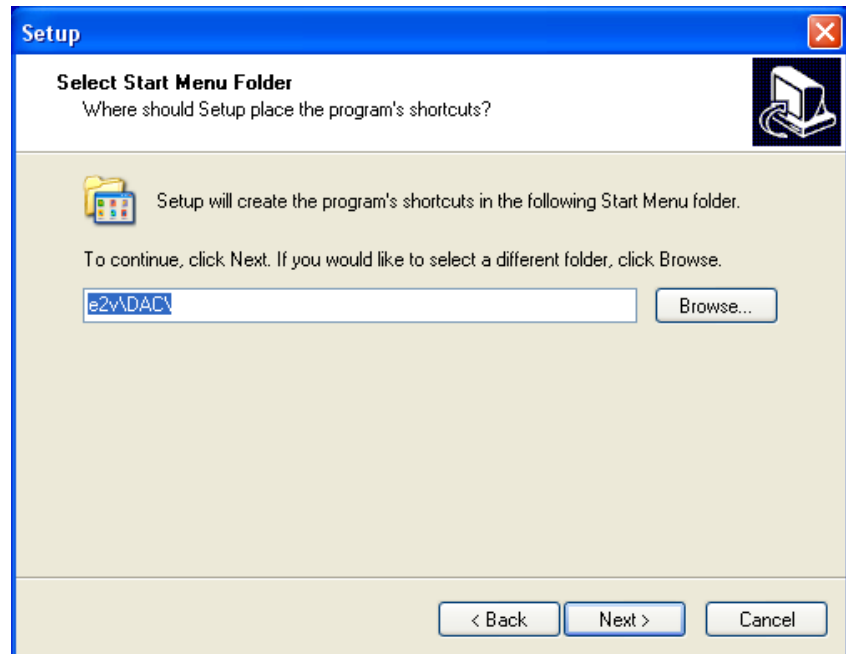 Setup
Select Start Menu Folder
Where should Setup place the program's shortcuts?
Setup will create the program's shortcuts in the following Start Menu folder.
To continue, click Next. If you would like to select a different folder, click Browse.
e2v\DAC\
Browse...
< Back
Next >
Cancel